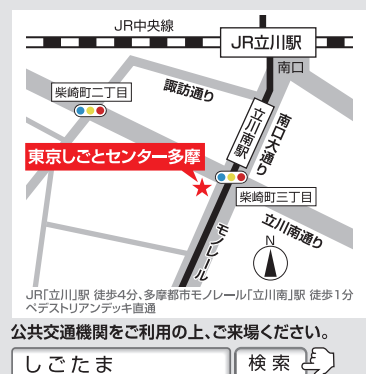 JR中央線
JR立川駅
南口
諏訪通り
柴崎町二丁目
立川南駅
南口大通り
東京しごとセンター多摩
柴崎町三丁目
立川南通り
モノレール
N
JR「立川」駅 徒歩4分、多摩都市モノレール「立川南」駅 徒歩1分
ペデストリアンデッキ直通
公共交通機関をご利用の上、ご来場ください。
しごたま
検索